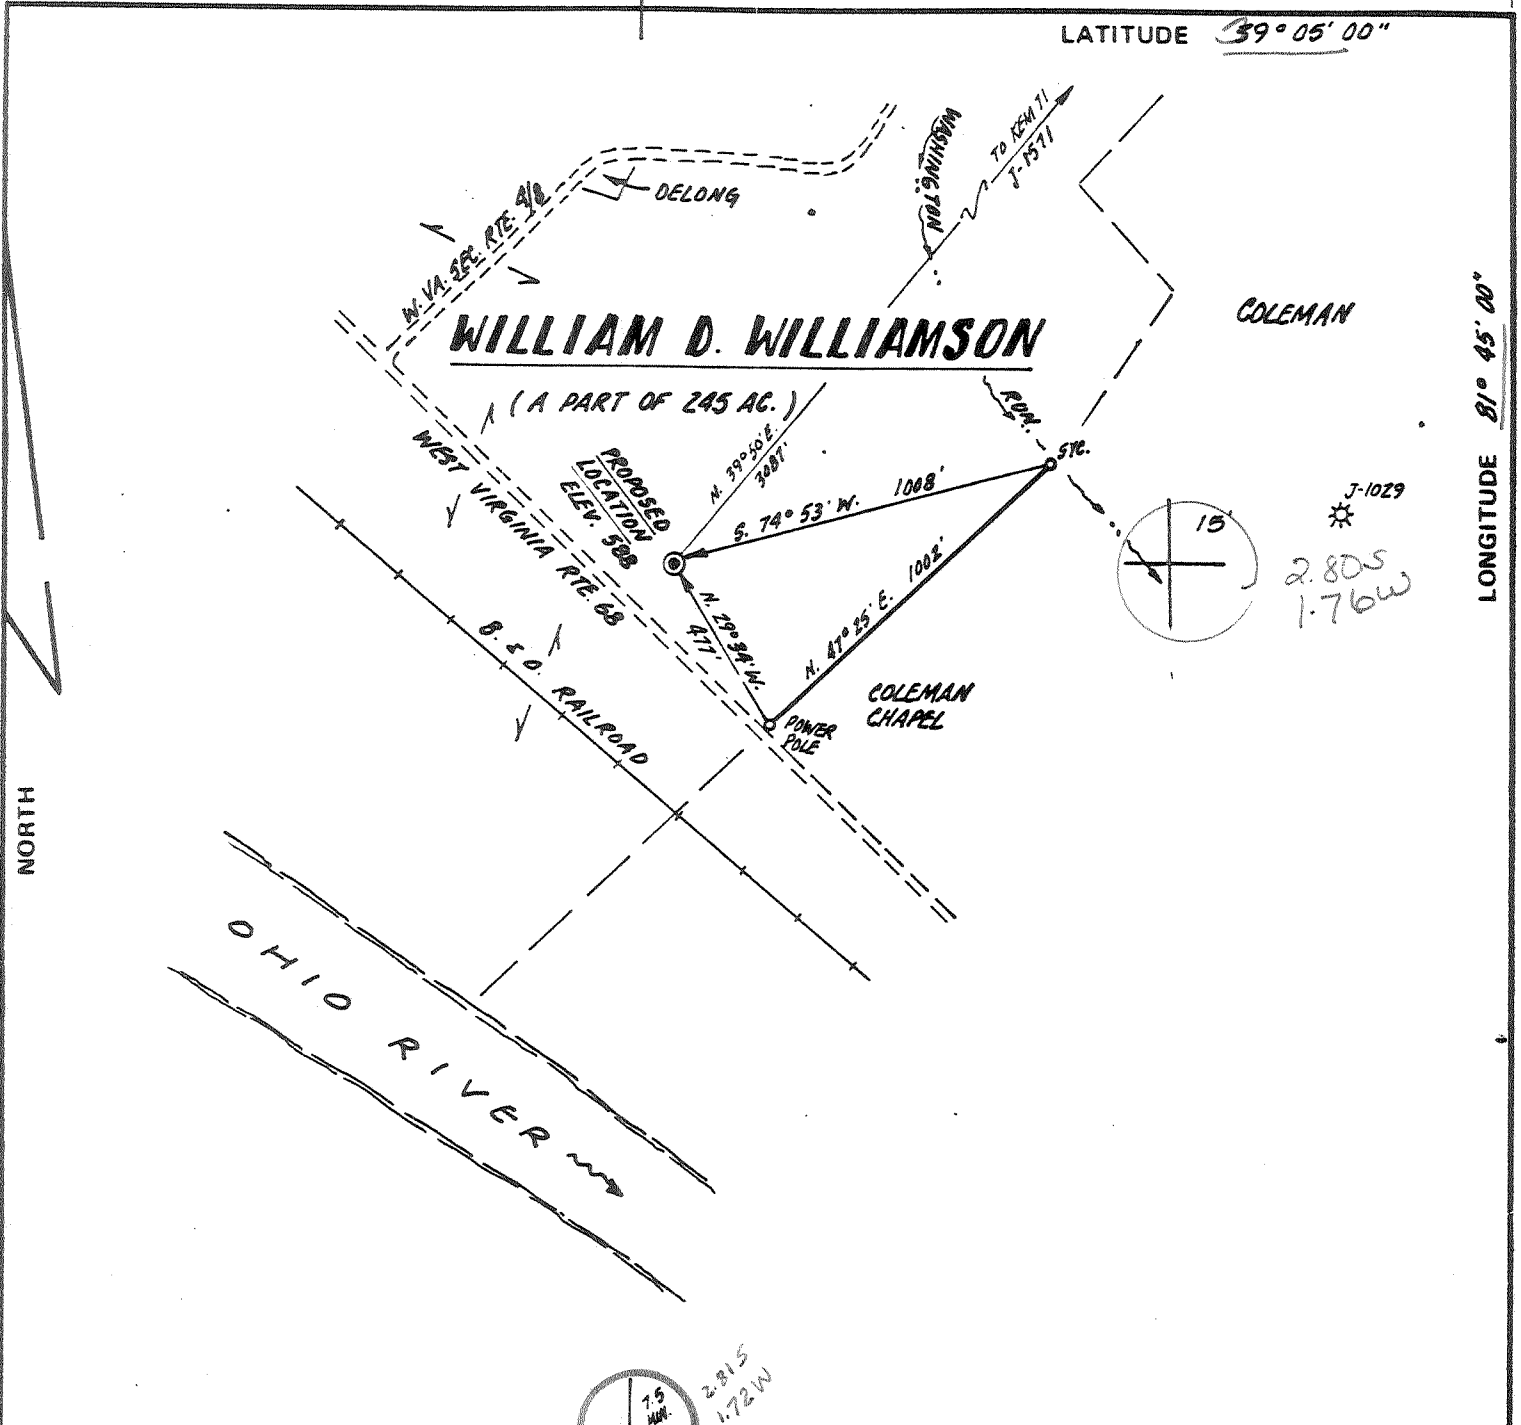 LATITUDE 39° 05' 00"
LONGITUDE 81° 45' 00"
TO KEM 71
J-1571
WASHINGTON
DELONG
W. VA. SEC. RTE. 4/8
COLEMAN
WILLIAM D. WILLIAMSON
(A PART OF 245 AC.)
RUN.
N. 39° 50' E.
3087'
WEST VIRGINIA RTE. 68
PROPOSED
LOCATION
ELEV. 588
STC.
S. 74° 53' W. 1008'
J-1029
15'
2.80S
1.76W
N. 29° 34' W.
477'
N. 47° 25' E. 1002'
B. & O. RAILROAD
COLEMAN
CHAPEL
POWER
POLE
NORTH
OHIO RIVER
7.5
MIN.
2.81S
1.72W